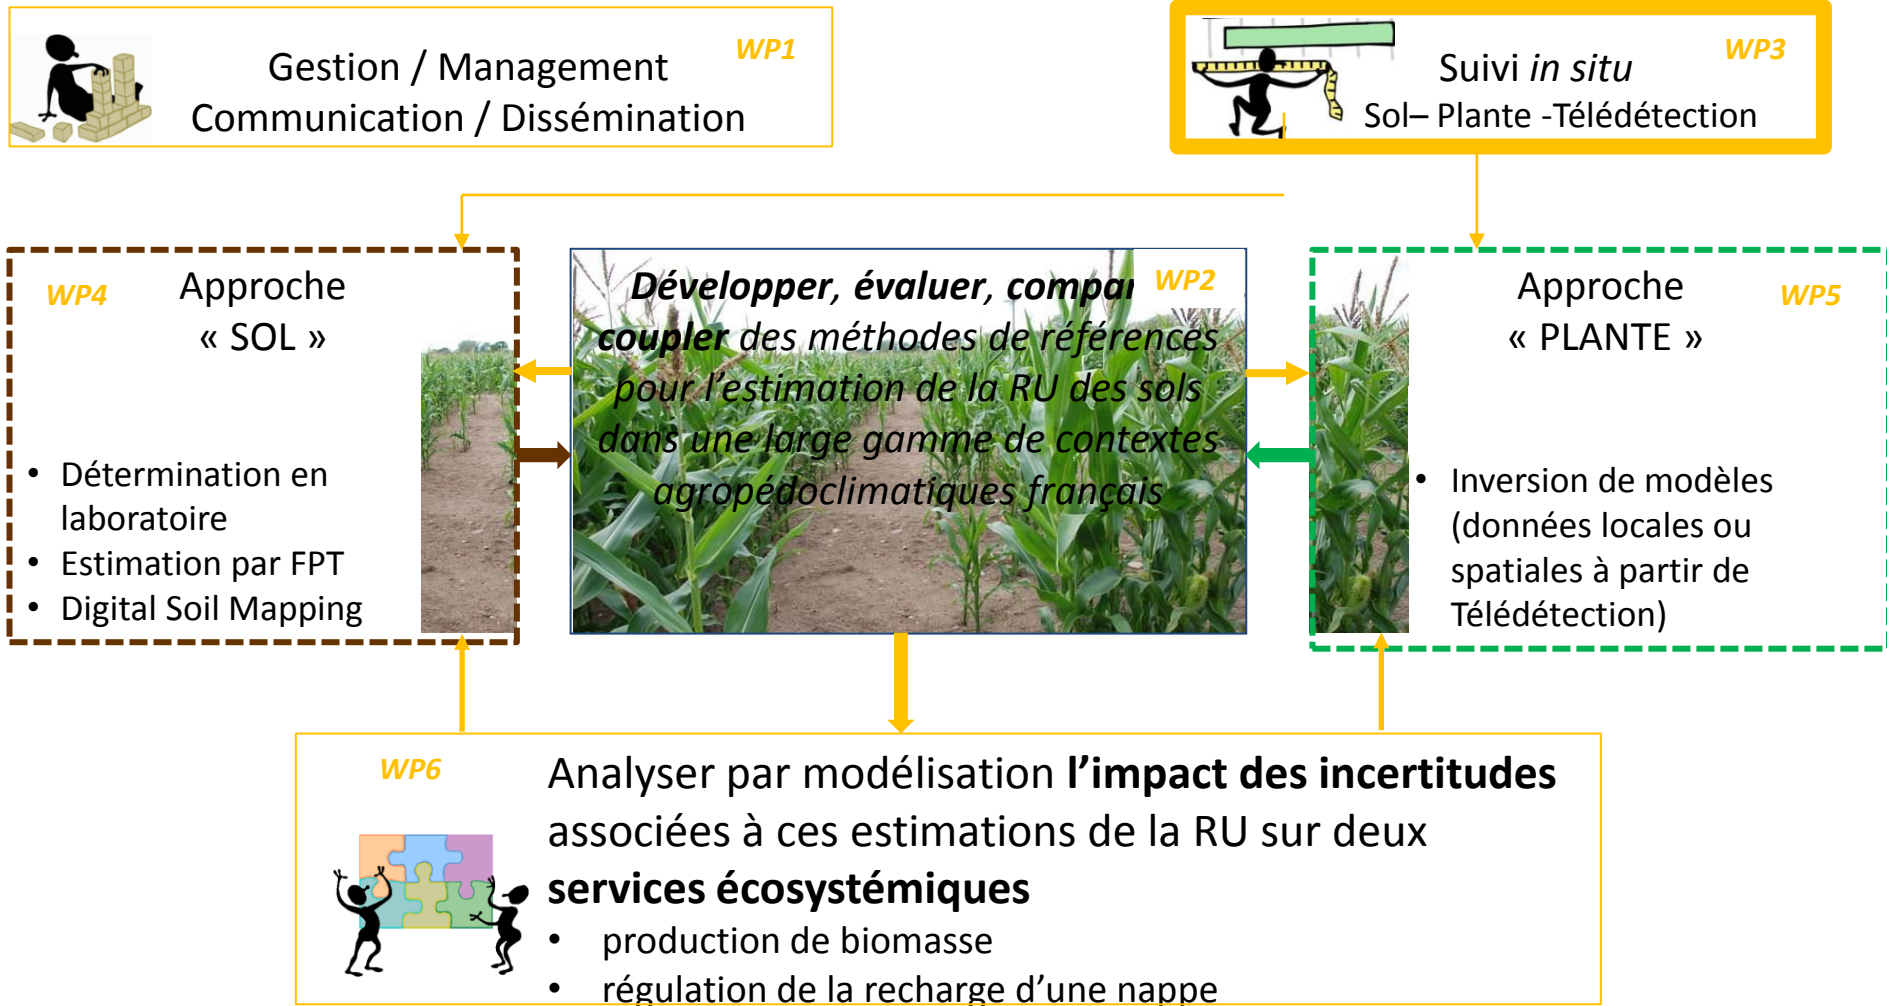 WP1
Gestion / Management
Communication / Dissémination
WP3
Suivi in situ
Sol– Plante -Télédétection
WP4
Approche
« SOL »
• Détermination en
laboratoire
• Estimation par FPT
• Digital Soil Mapping
WP2
Développer, évaluer, compar
coupler des méthodes de références
pour l’estimation de la RU des sols
dans une large gamme de contextes
agropédoclimatiques français
Approche
« PLANTE »
WP5
• Inversion de modèles
(données locales ou
spatiales à partir de
Télédétection)
WP6
Analyser par modélisation l’impact des incertitudes
associées à ces estimations de la RU sur deux
services écosystémiques
• production de biomasse
• régulation de la recharge d’une nappe